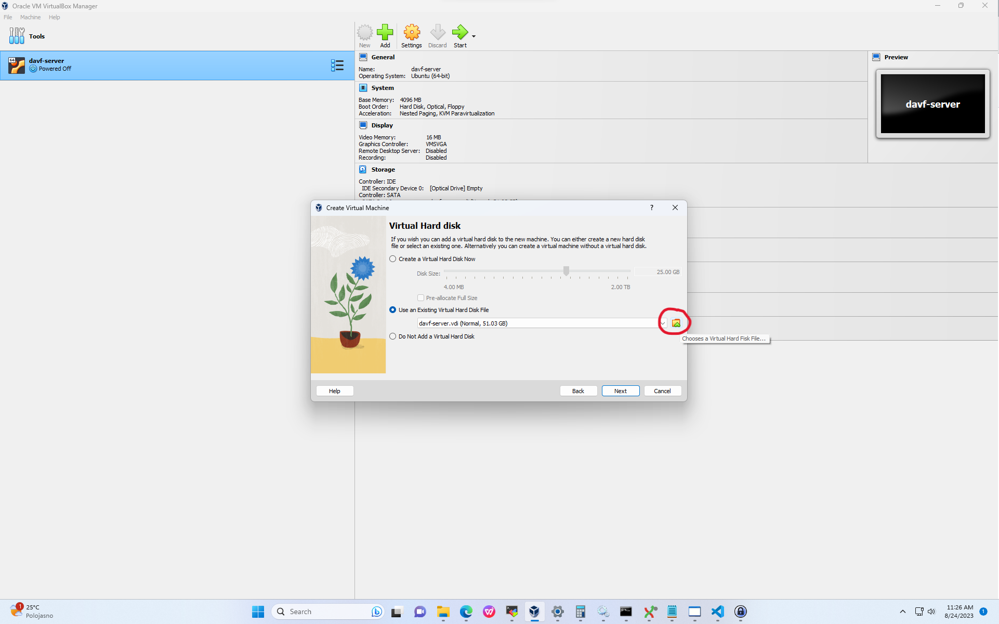 Oracle VM VirtualBox Manager
File Machine Help
Tools
New Add Settings Discard Start
64 davf-server
Powered Off
General
Name: davf-server
Operating System: Ubuntu (64-bit)
System
Base Memory: 4096 MB
Boot Order: Hard Disk, Optical, Floppy
Acceleration: Nested Paging, KVM Paravirtualization
Display
Video Memory: 16 MB
Graphics Controller: VMSVGA
Remote Desktop Server: Disabled
Recording: Disabled
Storage
Controller: IDE
IDE Secondary Device 0: [Optical Drive] Empty
Controller: SATA
Preview
davf-server
Create Virtual Machine
?
Virtual Hard disk
If you wish you can add a virtual hard disk to the new machine. You can either create a new hard disk
file or select an existing one. Alternatively you can create a virtual machine without a virtual hard disk.
Create a Virtual Hard Disk Now
Disk Size: 25.00 GB
4.00 MB 2.00 TB
Pre-allocate Full Size
Use an Existing Virtual Hard Disk File
davf-server.vdi (Normal, 51.03 GB)
Do Not Add a Virtual Hard Disk
Chooses a Virtual Hard Fisk File...
Help Back Next Cancel
1
25°C
Polojasno
Search
11:26 AM
8/24/2023
1